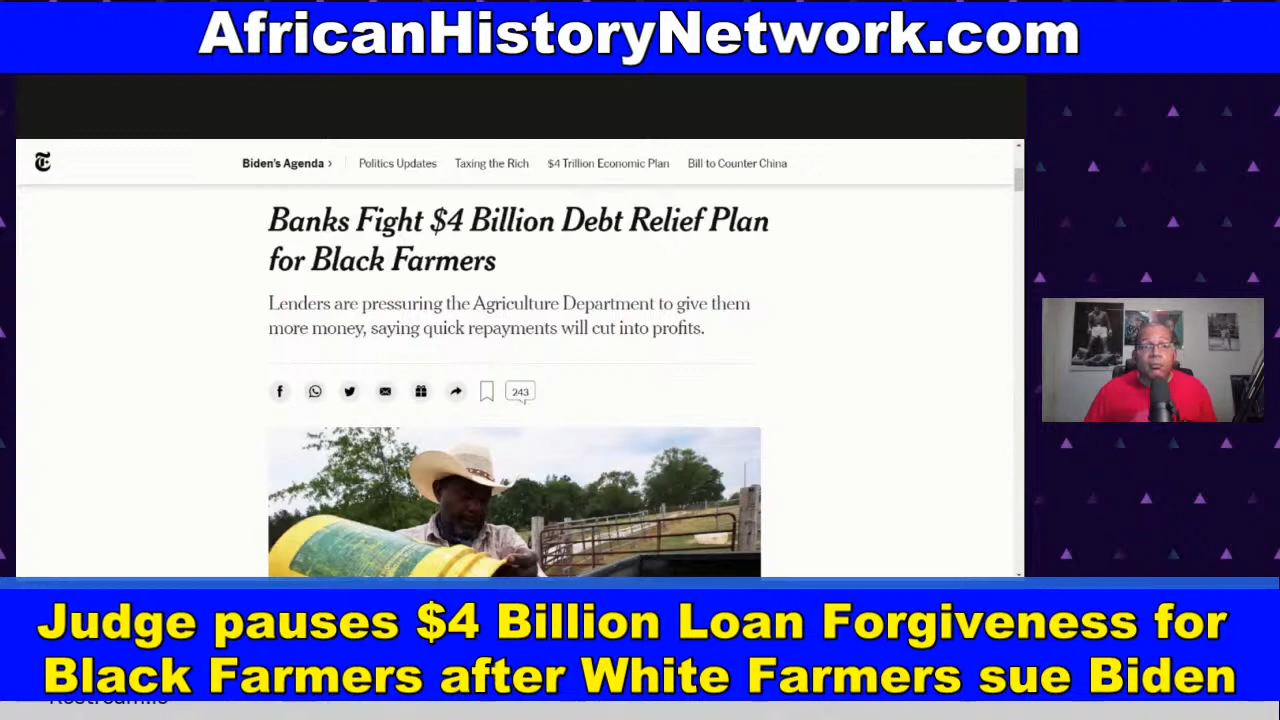 AfricanHistoryNetwork.com
Biden's Agenda › Politics Updates Taxing the Rich $4 Trillion Economic Plan Bill to Counter China
Banks Fight $4 Billion Debt Relief Plan
for Black Farmers
Lenders are pressuring the Agriculture Department to give them
more money, saying quick repayments will cut into profits.
243
Judge pauses $4 Billion Loan Forgiveness for
Black Farmers after White Farmers sue Biden